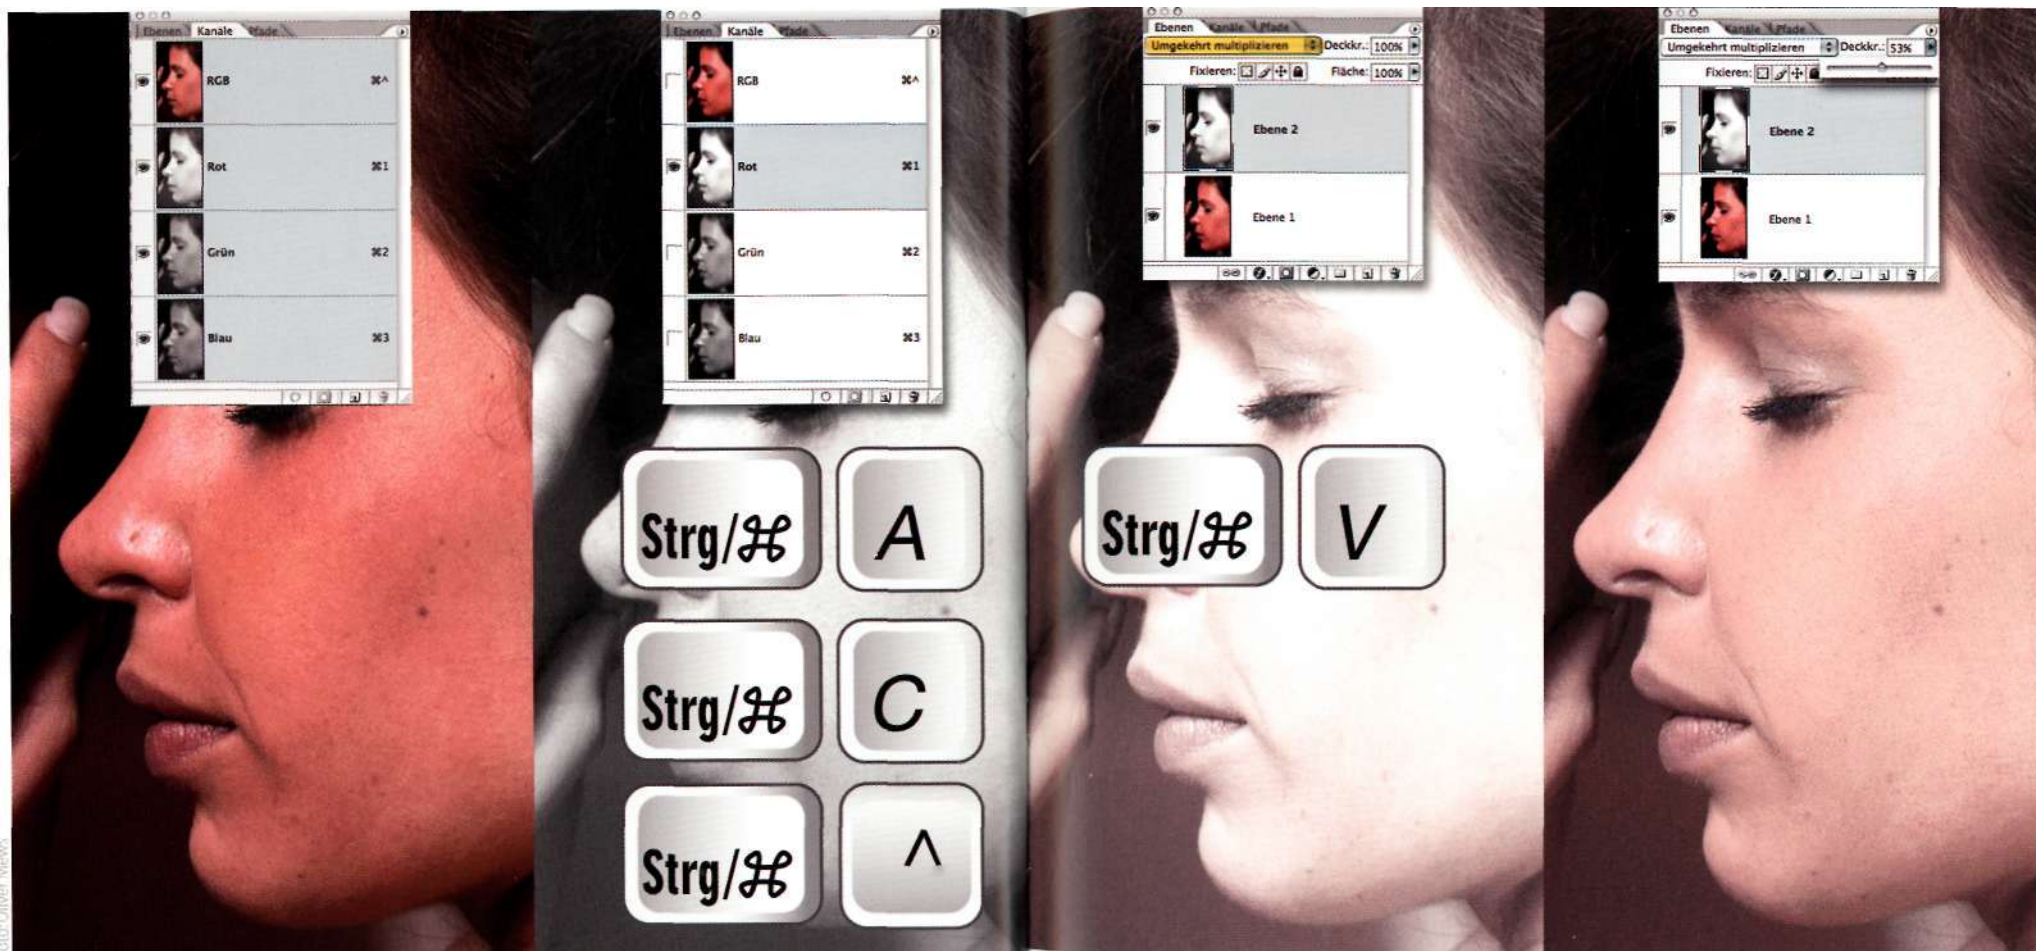 Ebenen Kanäle Pfade
RGB ⌘^
Rot ⌘1
Grün ⌘2
Blau ⌘3
Ebenen Kanäle Pfade
RGB ⌘^
Rot ⌘1
Grün ⌘2
Blau ⌘3
Strg/⌘ A
Strg/⌘ C
Strg/⌘ ^
Ebenen Kanäle Pfade
Umgekehrt multiplizieren Deckkr.: 100%
Fixieren: Fläche: 100%
Ebene 2
Ebene 1
Strg/⌘ V
Ebenen Kanäle Pfade
Umgekehrt multiplizieren Deckkr.: 53%
Fixieren:
Ebene 2
Ebene 1